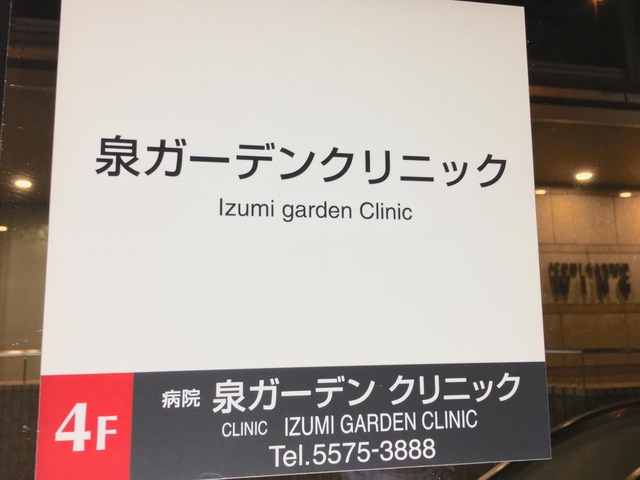 泉ガーデンクリニック
Izumi garden Clinic
4F
病院 泉ガーデン クリニック
CLINIC IZUMI GARDEN CLINIC
Tel.5575-3888
WING